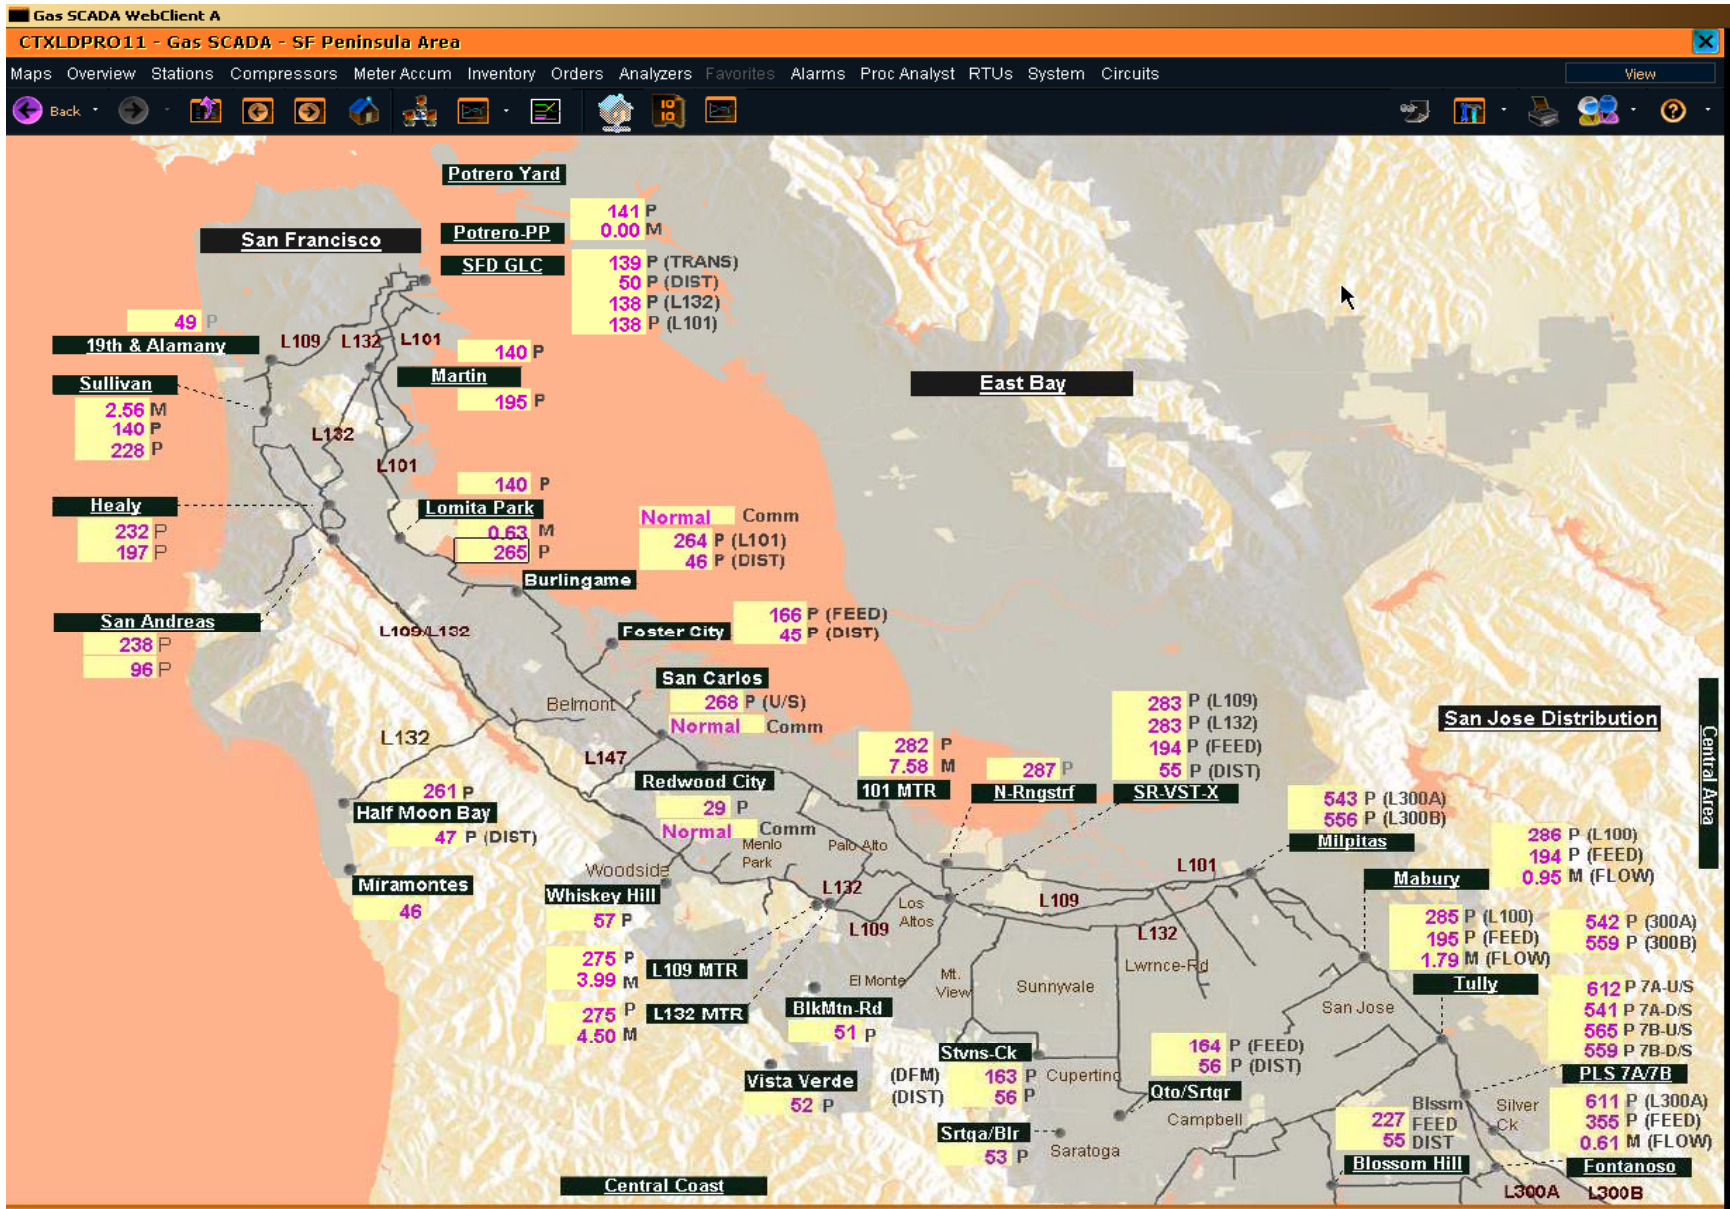 Gas SCADA WebClient A
CTXLDPRO11 - Gas SCADA - SF Peninsula Area
Maps Overview Stations Compressors Meter Accum Inventory Orders Analyzers Favorites Alarms Proc Analyst RTUs System Circuits View
Back
Potrero Yard
141 P
San Francisco
Potrero-PP
0.00 M
SFD GLC
139 P (TRANS)
50 P (DIST)
138 P (L132)
138 P (L101)
49 P
19th & Alamany
L109 L132 L101
140 P
Martin
195 P
Sullivan
2.56 M
140 P
228 P
East Bay
L132
L101
140 P
Lomita Park
0.63 M
265 P
Healy
232 P
197 P
Normal Comm
264 P (L101)
46 P (DIST)
Burlingame
San Andreas
238 P
96 P
L109/L132
Foster City
166 P (FEED)
45 P (DIST)
San Carlos
268 P (U/S)
Normal Comm
Belmont
L132
L147
Redwood City
29 P
Normal Comm
261 P
Half Moon Bay
47 P (DIST)
282 P
7.58 M
101 MTR
287 P
N-Rngstrf
283 P (L109)
283 P (L132)
194 P (FEED)
55 P (DIST)
SR-VST-X
San Jose Distribution
Central Area
543 P (L300A)
556 P (L300B)
Milpitas
286 P (L100)
194 P (FEED)
0.95 M (FLOW)
Mabury
Menlo
Park
Palo Alto
Woodside
Miramontes
46
Whiskey Hill
57 P
L132
L109
Los
Altos
L109
L101
L132
285 P (L100)
195 P (FEED)
1.79 M (FLOW)
Tully
542 P (300A)
559 P (300B)
275 P
3.99 M
L109 MTR
275 P
4.50 M
L132 MTR
El Monte
Mt.
View
Sunnyvale
Lwrnce-Rd
San Jose
612 P 7A-U/S
541 P 7A-D/S
565 P 7B-U/S
559 P 7B-D/S
PLS 7A/7B
BlkMtn-Rd
51 P
Vista Verde
52 P
Stvns-Ck
(DFM) 163 P
(DIST) 56 P
Cupertino
164 P (FEED)
56 P (DIST)
Qto/Srtgr
Campbell
Srtga/Blr
53 P
Saratoga
Blssm
227 FEED
55 DIST
Blossom Hill
Silver
Ck
611 P (L300A)
355 P (FEED)
0.61 M (FLOW)
Fontanoso
Central Coast
L300A L300B